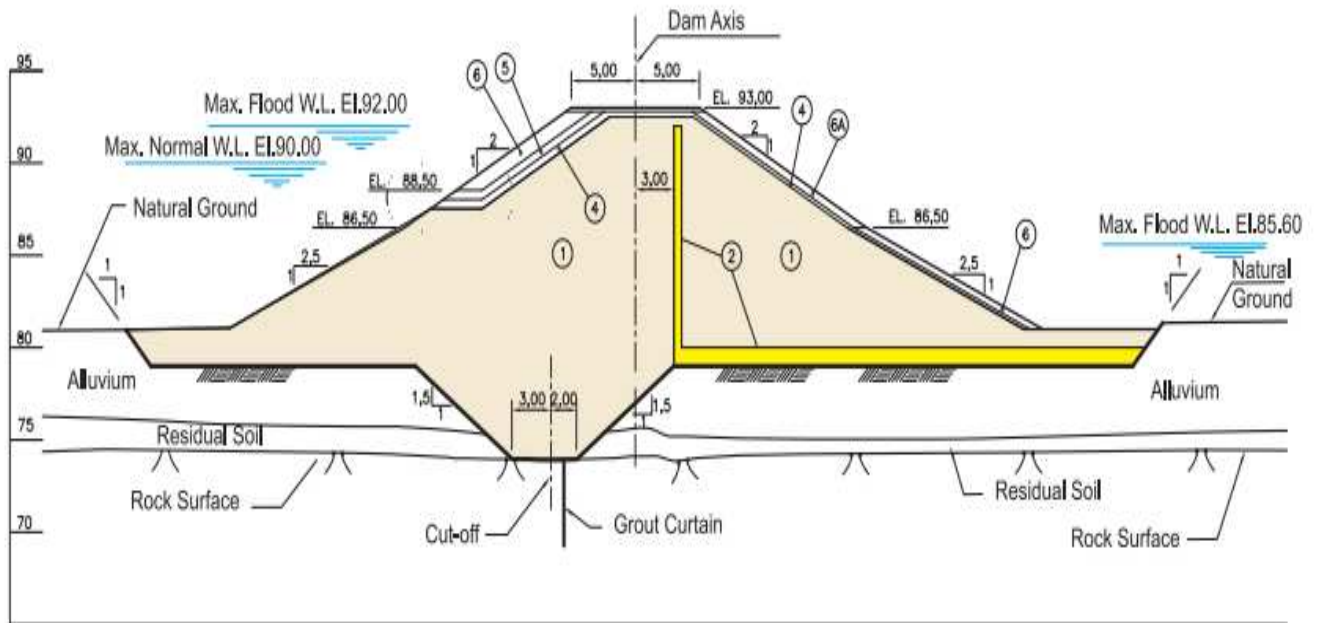 Dam Axis
95
5,00 5,00
6 5
EL. 93,00
4 6A
Max. Flood W.L. El.92.00
2
1
2
1
Max. Normal W.L. El.90.00
90
3,00
EL. 88,50
4
Natural Ground
EL. 86,50
EL. 86,50
Max. Flood W.L. El.85.60
6
85
1
2
1
2,5
1
2,5
1
1
1
1
1
Natural
Ground
80
2
Alluvium
Alluvium
1,5
1
3,00 2,00
1,5
1
75
Residual Soil
Rock Surface
Residual Soil
70
Cut-off
Grout Curtain
Rock Surface